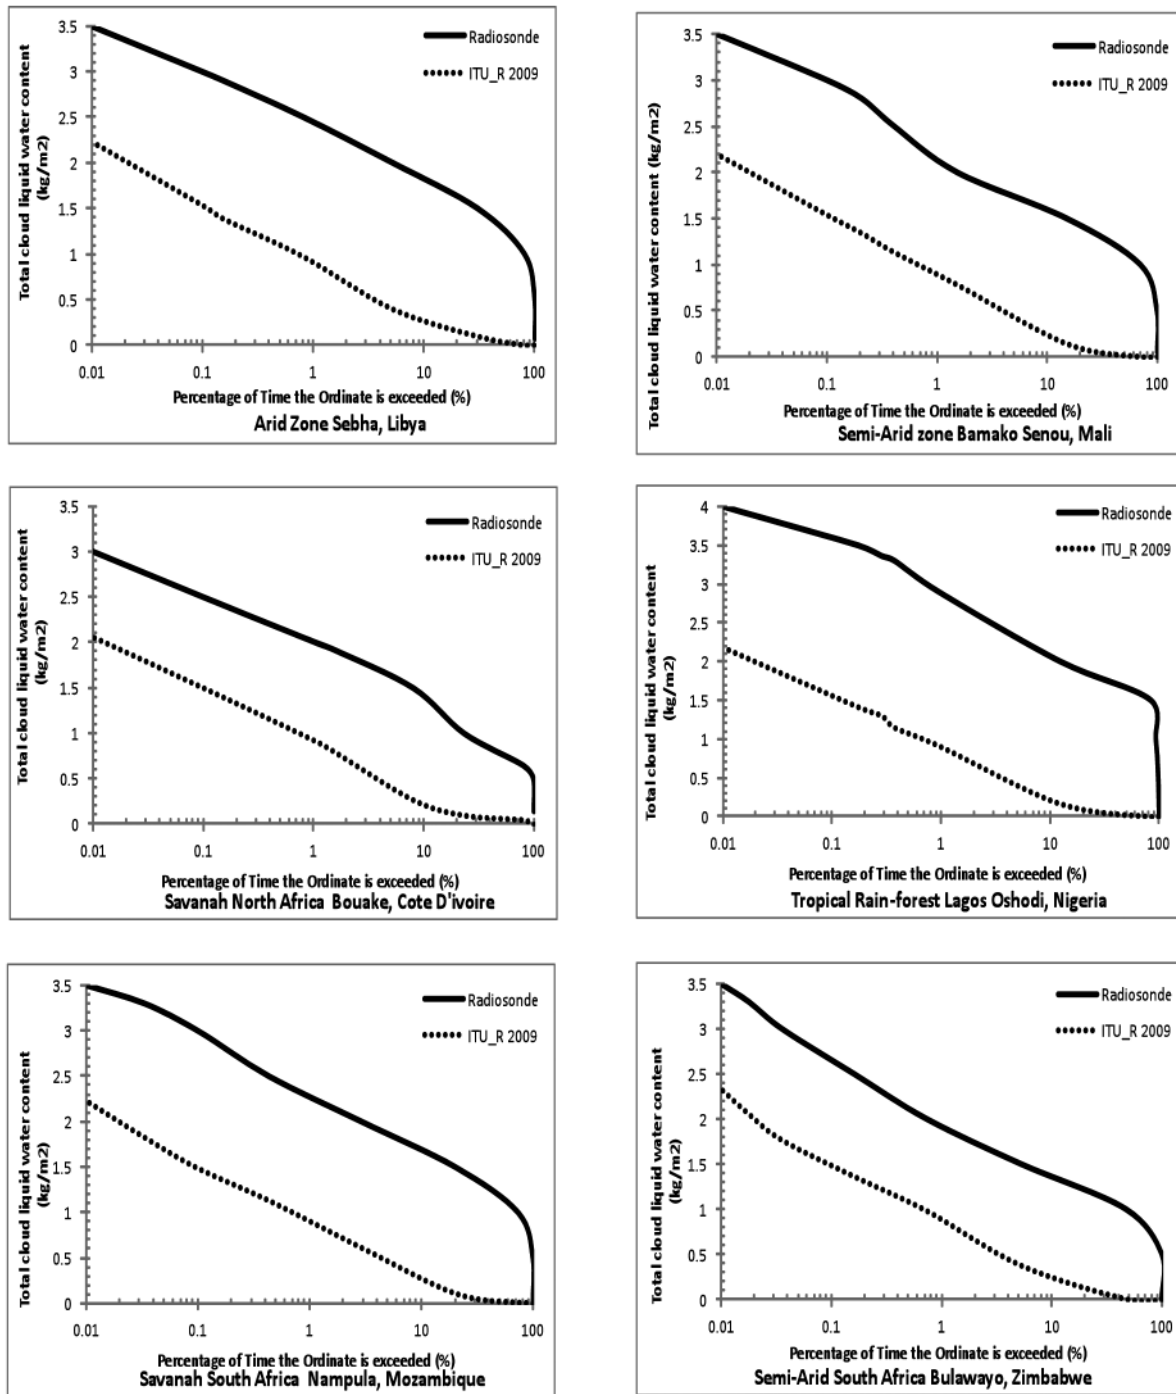 Total cloud liquid water content
(kg/m2)
3.5
3
2.5
2
1.5
1
0.5
0
0.01
0.1
1
10
100
Radiosonde
ITU_R 2009
Percentage of Time the Ordinate is exceeded (%)
Arid Zone Sebha, Libya
Total cloud liquid water content (kg/m2)
3.5
3
2.5
2
1.5
1
0.5
0
0.01
0.1
1
10
100
Radiosonde
ITU_R 2009
Percentage of Time the Ordinate is exceeded (%)
Semi-Arid zone Bamako Senou, Mali
Total cloud liquid water content
(kg/m2)
3.5
3
2.5
2
1.5
1
0.5
0
0.01
0.1
1
10
100
Radiosonde
ITU_R 2009
Percentage of Time the Ordinate is exceeded (%)
Savanah North Africa Bouake, Cote D'ivoire
Total cloud liquid water content
(kg/m2)
4
3.5
3
2.5
2
1.5
1
0.5
0
0.01
0.1
1
10
100
Radiosonde
ITU_R 2009
Percentage of Time the Ordinate is exceeded (%)
Tropical Rain-forest Lagos Oshodi, Nigeria
Total cloud liquid water content
(kg/m2)
3.5
3
2.5
2
1.5
1
0.5
0
0.01
0.1
1
10
100
Radiosonde
ITU_R 2009
Percentage of Time the Ordinate is exceeded (%)
Savanah South Africa Nampula, Mozambique
Total cloud liquid water content
(kg/m2)
3.5
3
2.5
2
1.5
1
0.5
0
0.01
0.1
1
10
100
Radiosonde
ITU_R 2009
Percentage of Time the Ordinate is exceeded (%)
Semi-Arid South Africa Bulawayo, Zimbabwe